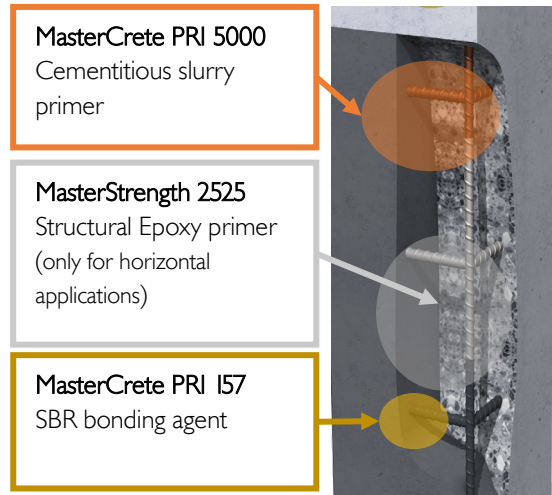 MasterCrete PRI 5000
Cementitious slurry
primer
MasterStrength 2525
Structural Epoxy primer
(only for horizontal
applications)
MasterCrete PRI 157
SBR bonding agent